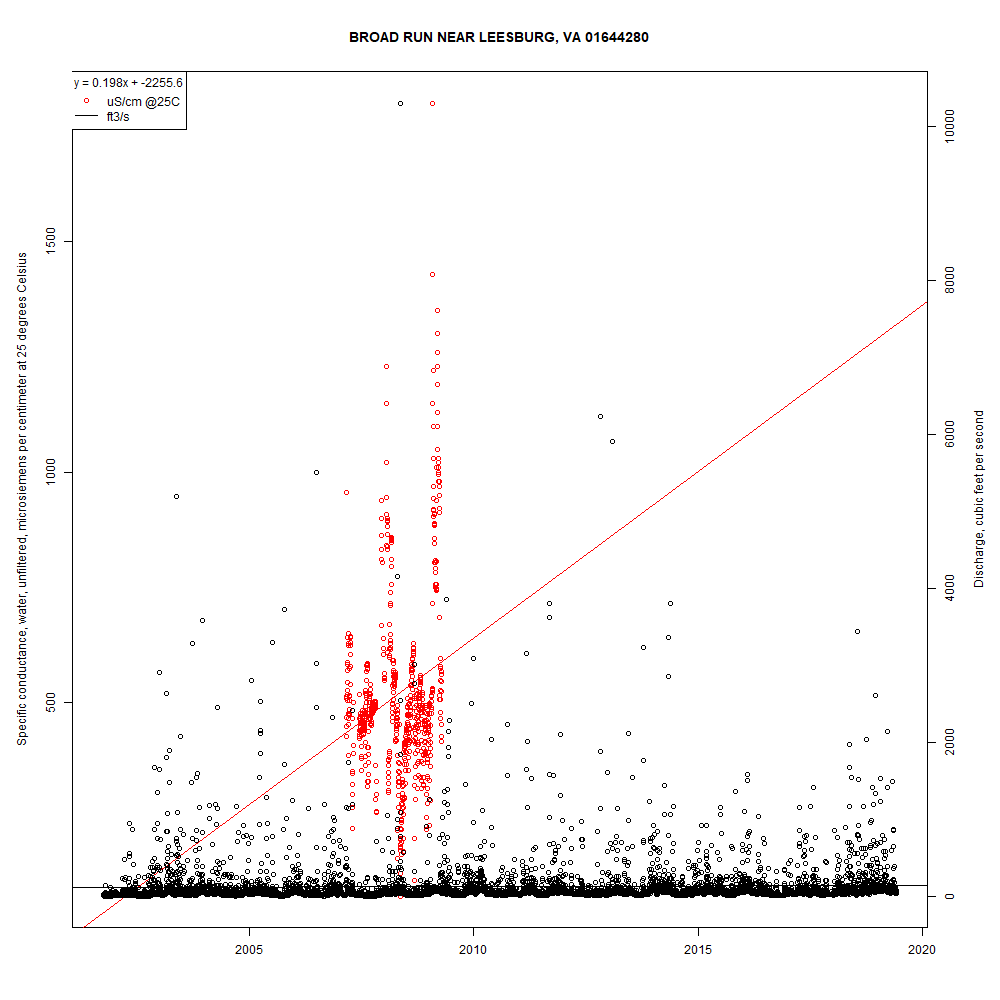 BROAD RUN NEAR LEESBURG, VA 01644280
y = 0.198x + -2255.6
uS/cm @25C
ft3/s
Specific conductance, water, unfiltered, microsiemens per centimeter at 25 degrees Celsius
500
1000
1500
Discharge, cubic feet per second
0
2000
4000
6000
8000
10000
2005
2010
2015
2020